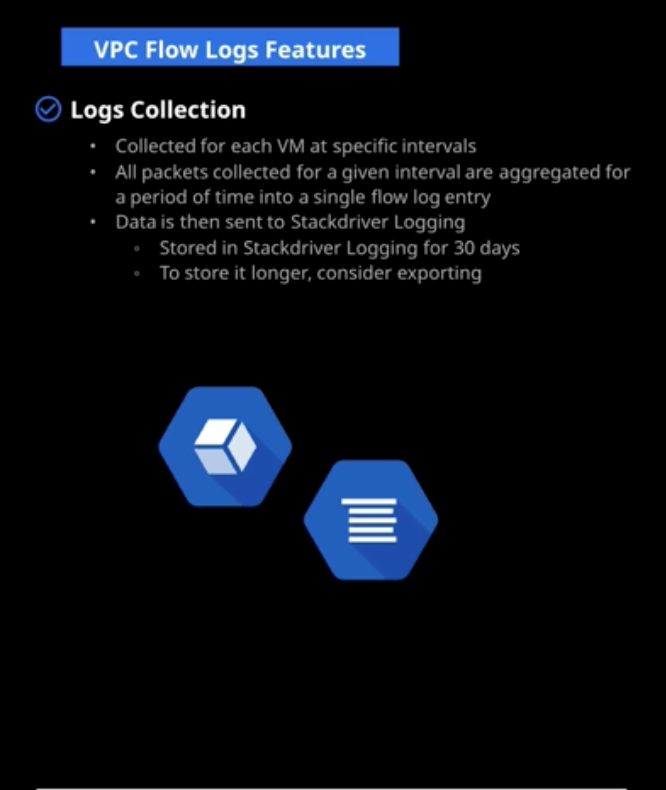 VPC Flow Logs Features
Logs Collection
• Collected for each VM at specific intervals
• All packets collected for a given interval are aggregated for
a period of time into a single flow log entry
• Data is then sent to Stackdriver Logging
◦ Stored in Stackdriver Logging for 30 days
◦ To store it longer, consider exporting